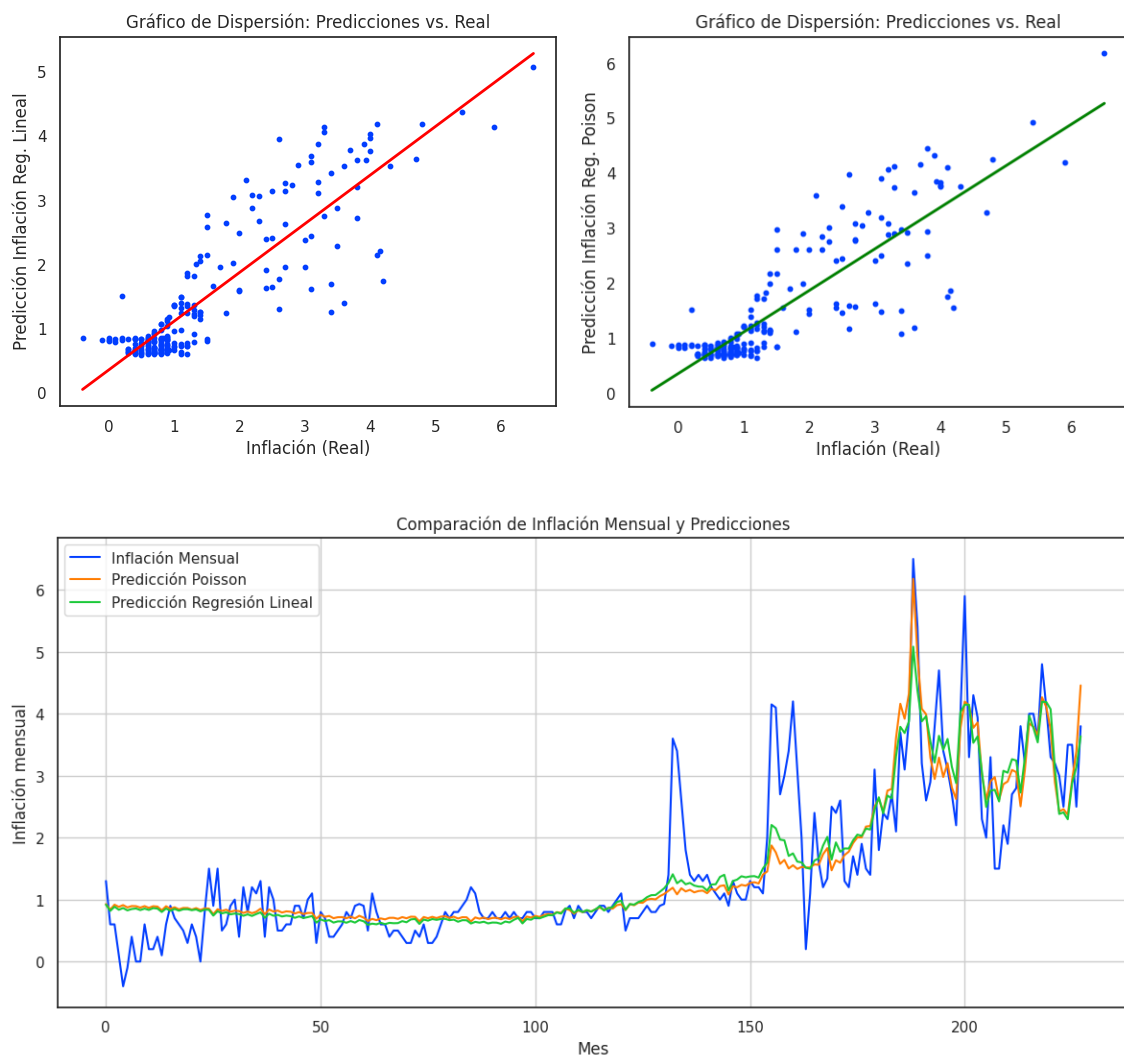 Gráfico de Dispersión: Predicciones vs. Real
Predicción Inflación Reg. Lineal
5
4
3
2
1
0
0 1 2 3 4 5 6
Inflación (Real)
Gráfico de Dispersión: Predicciones vs. Real
Predicción Inflación Reg. Poison
6
5
4
3
2
1
0
0 1 2 3 4 5 6
Inflación (Real)
Comparación de Inflación Mensual y Predicciones
Inflación Mensual
Predicción Poisson
Predicción Regresión Lineal
Inflación mensual
6
5
4
3
2
1
0
0 50 100 150 200
Mes